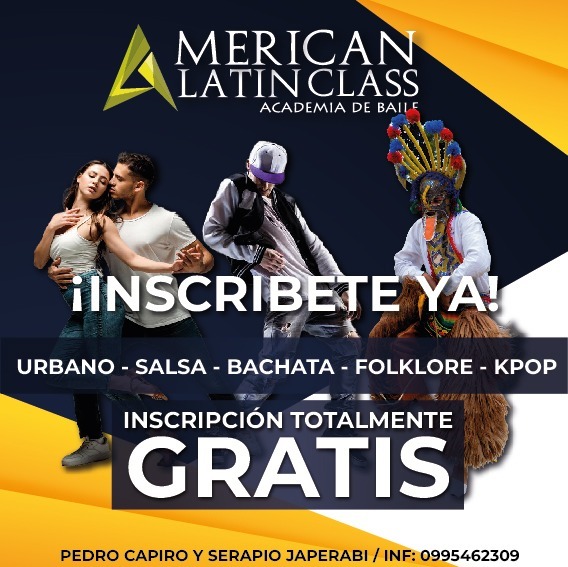 AMERICAN
LATIN CLASS
ACADEMIA DE BAILE
¡INSCRIBETE YA!
URBANO - SALSA - BACHATA - FOLKLORE - KPOP
INSCRIPCIÓN TOTALMENTE
GRATIS
PEDRO CAPIRO Y SERAPIO JAPERABI / INF: 0995462309